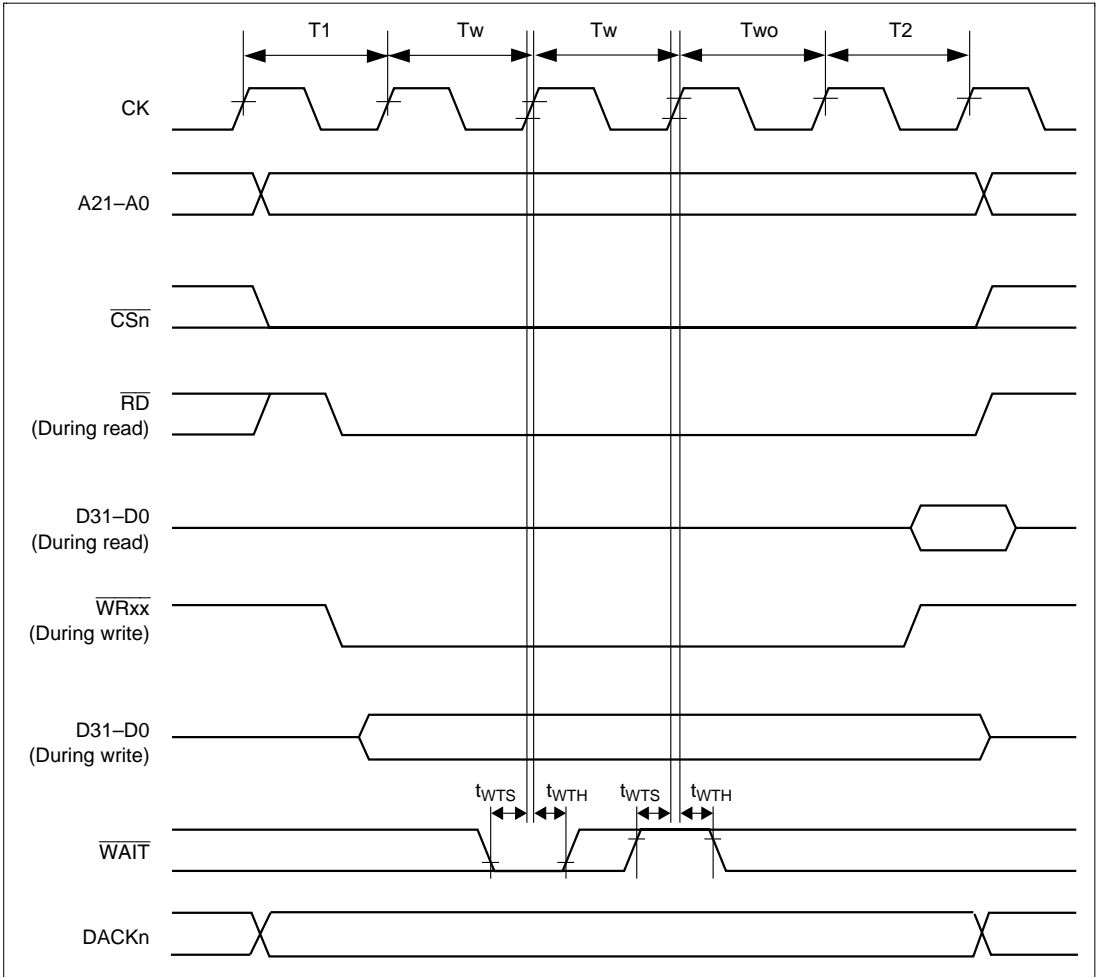 T1 Tw Tw Two T2
CK
A21–A0
CSn
RD
(During read)
D31–D0
(During read)
WRxx
(During write)
D31–D0
(During write)
tWTS tWTH tWTS tWTH
WAIT
DACKn